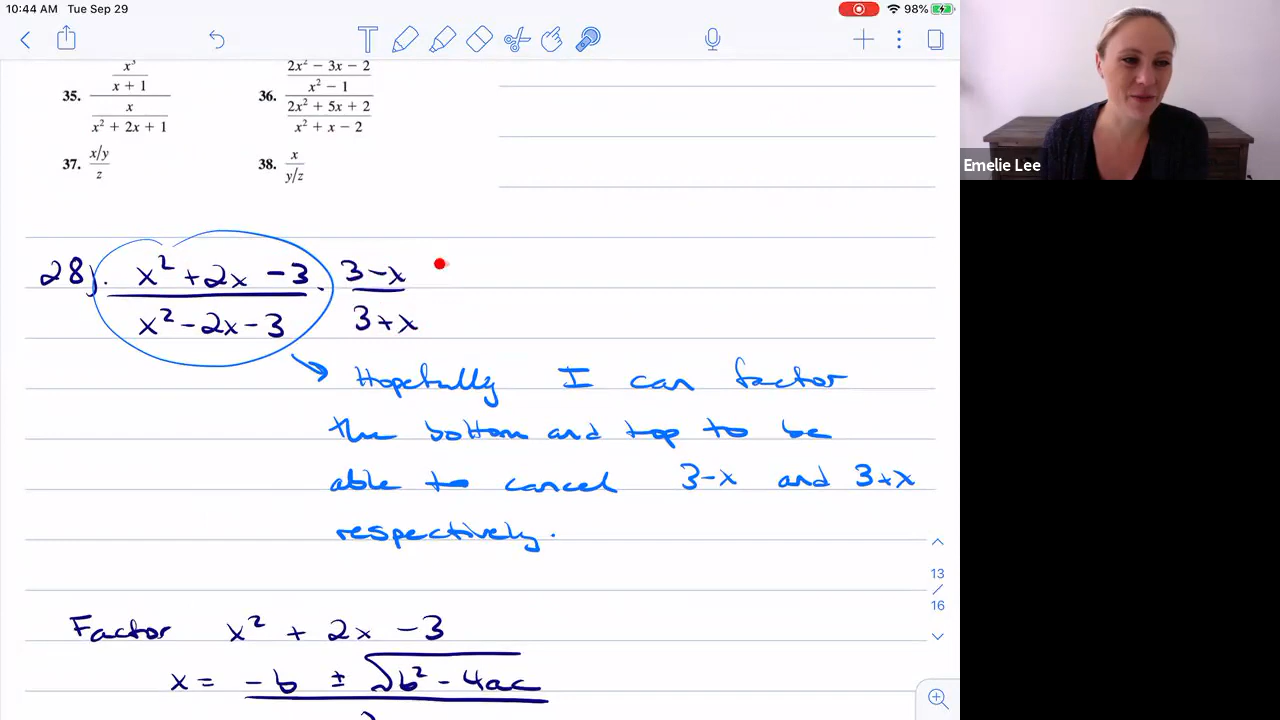 10:44 AM Tue Sep 29
98%
35. x³
x + 1
x
x² + 2x + 1
36. 2x² − 3x − 2
x² − 1
2x² + 5x + 2
x² + x − 2
37. x/y
z
38. x
y/z
Emelie Lee
28). x² + 2x − 3 · 3 − x
x² − 2x − 3 3 + x
Hopefully I can factor
the bottom and top to be
able to cancel 3-x and 3+x
respectively.
13
/
16
Factor x² + 2x − 3
x = -b ± √b² - 4ac